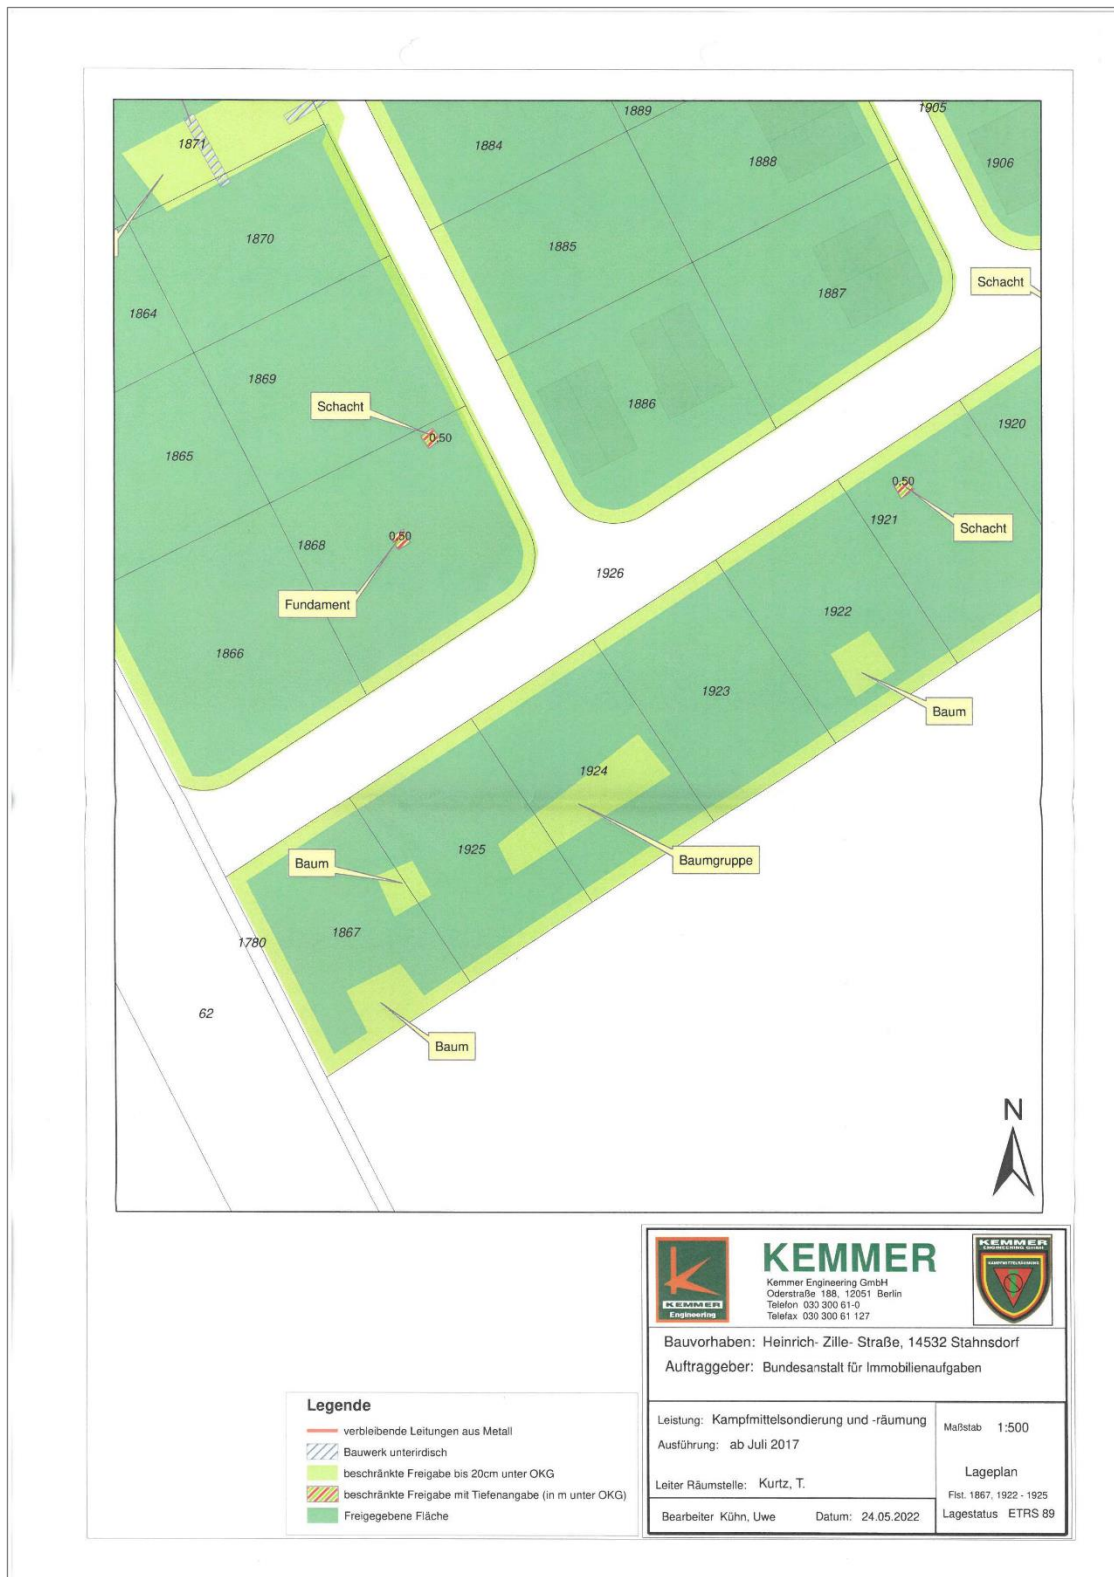 1871
1889
1905
1884
1888
1906
1870
1885
1887
Schacht
1864
1869
Schacht
0,50
1886
1920
1865
0,50
1921
Schacht
0,50
1868
1926
Fundament
1922
1866
1923
Baum
1924
Baum
1925
Baumgruppe
1867
1780
62
Baum
N
KEMMER
Engineering
KEMMER
Kemmer Engineering GmbH
Oderstraße 188, 12051 Berlin
Telefon 030 300 61-0
Telefax 030 300 61 127
KEMMER
ENGINEERING GMBH
KAMPFMITTELRÄUMUNG
Bauvorhaben: Heinrich- Zille- Straße, 14532 Stahnsdorf
Auftraggeber: Bundesanstalt für Immobilienaufgaben
Leistung: Kampfmittelsondierung und -räumung
Ausführung: ab Juli 2017
Leiter Räumstelle: Kurtz, T.
Bearbeiter Kühn, Uwe Datum: 24.05.2022
Maßstab 1:500
Lageplan
Flst. 1867, 1922 - 1925
Lagestatus ETRS 89
Legende
verbleibende Leitungen aus Metall
Bauwerk unterirdisch
beschränkte Freigabe bis 20cm unter OKG
beschränkte Freigabe mit Tiefenangabe (in m unter OKG)
Freigegebene Fläche